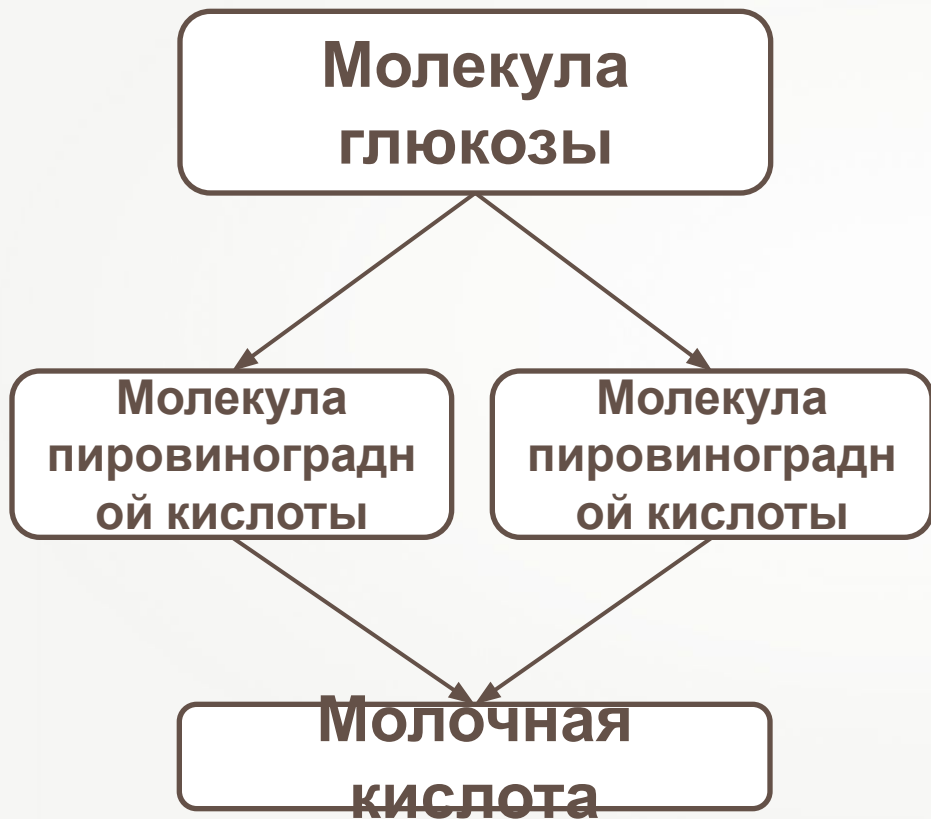 Молекула
глюкозы
Молекула
пировиноградн
ой кислоты
Молекула
пировиноградн
ой кислоты
Молочная
кислота